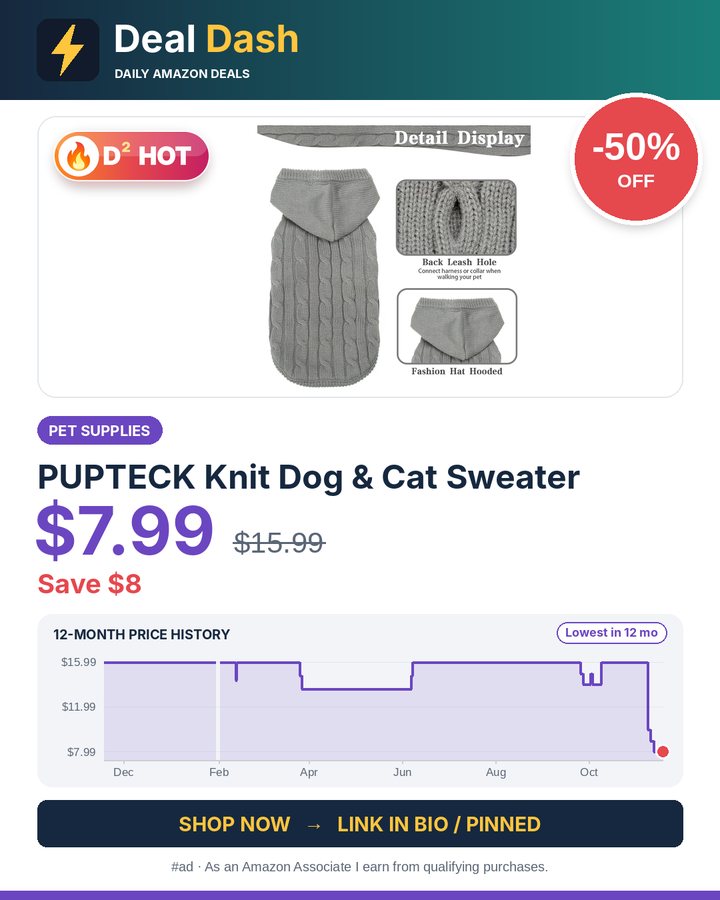 Deal Dash
DAILY AMAZON DEALS
D² HOT
Detail Display
-50%
OFF
Back Leash Hole
Connect harness or collar when
walking your pet
Fashion Hat Hooded
PET SUPPLIES
PUPTECK Knit Dog & Cat Sweater
$7.99 $15.99
Save $8
12-MONTH PRICE HISTORY
Lowest in 12 mo
$15.99
$11.99
$7.99
Dec Feb Apr Jun Aug Oct
SHOP NOW → LINK IN BIO / PINNED
#ad · As an Amazon Associate I earn from qualifying purchases.